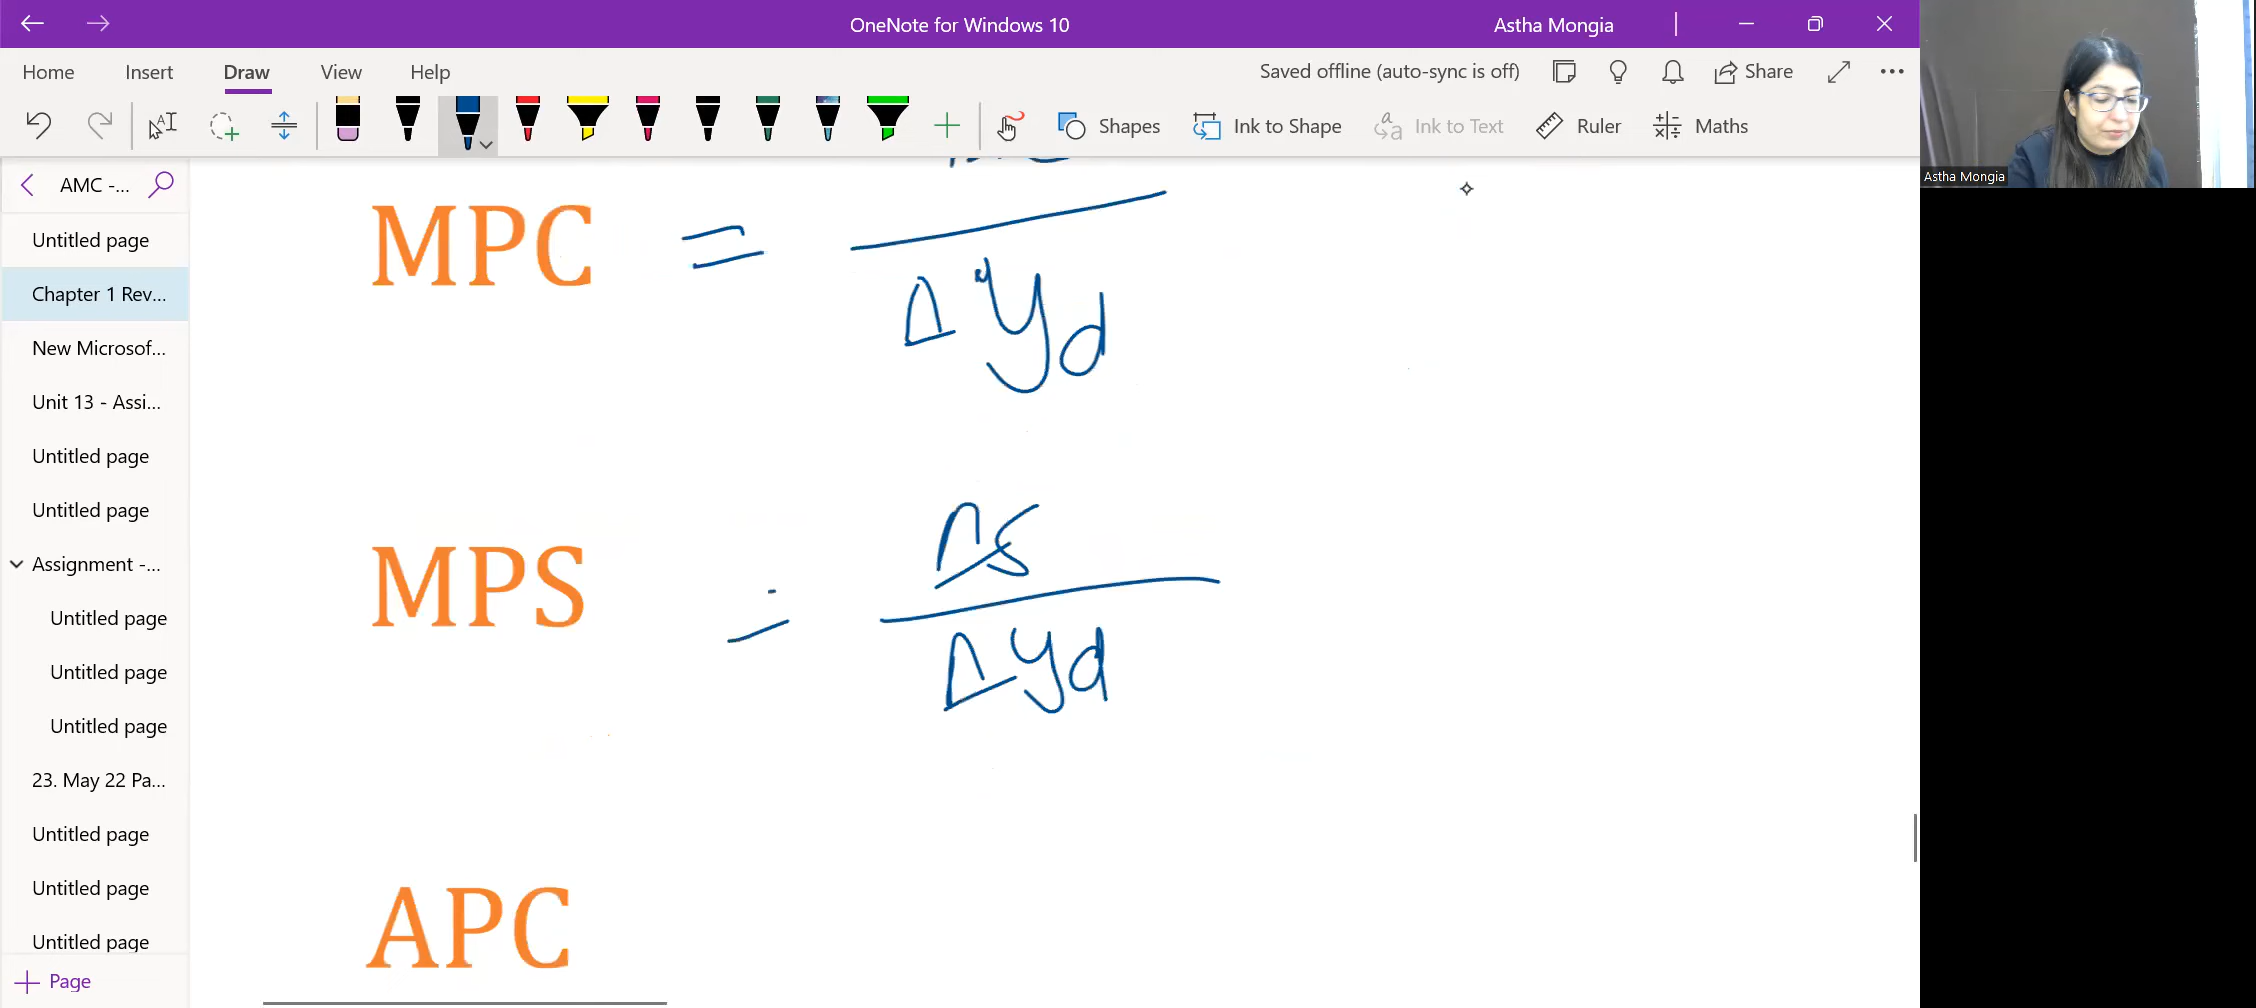 OneNote for Windows 10
Astha Mongia
Home Insert Draw View Help
Saved offline (auto-sync is off) Share
Shapes Ink to Shape Ink to Text Ruler Maths
Astha Mongia
AMC -...
Untitled page
Chapter 1 Rev...
New Microsof...
Unit 13 - Assi...
Untitled page
Untitled page
Assignment -...
Untitled page
Untitled page
Untitled page
23. May 22 Pa...
Untitled page
Untitled page
Untitled page
Page
MPC =
Δ Yd
ΔS
MPS =
Δyd
APC